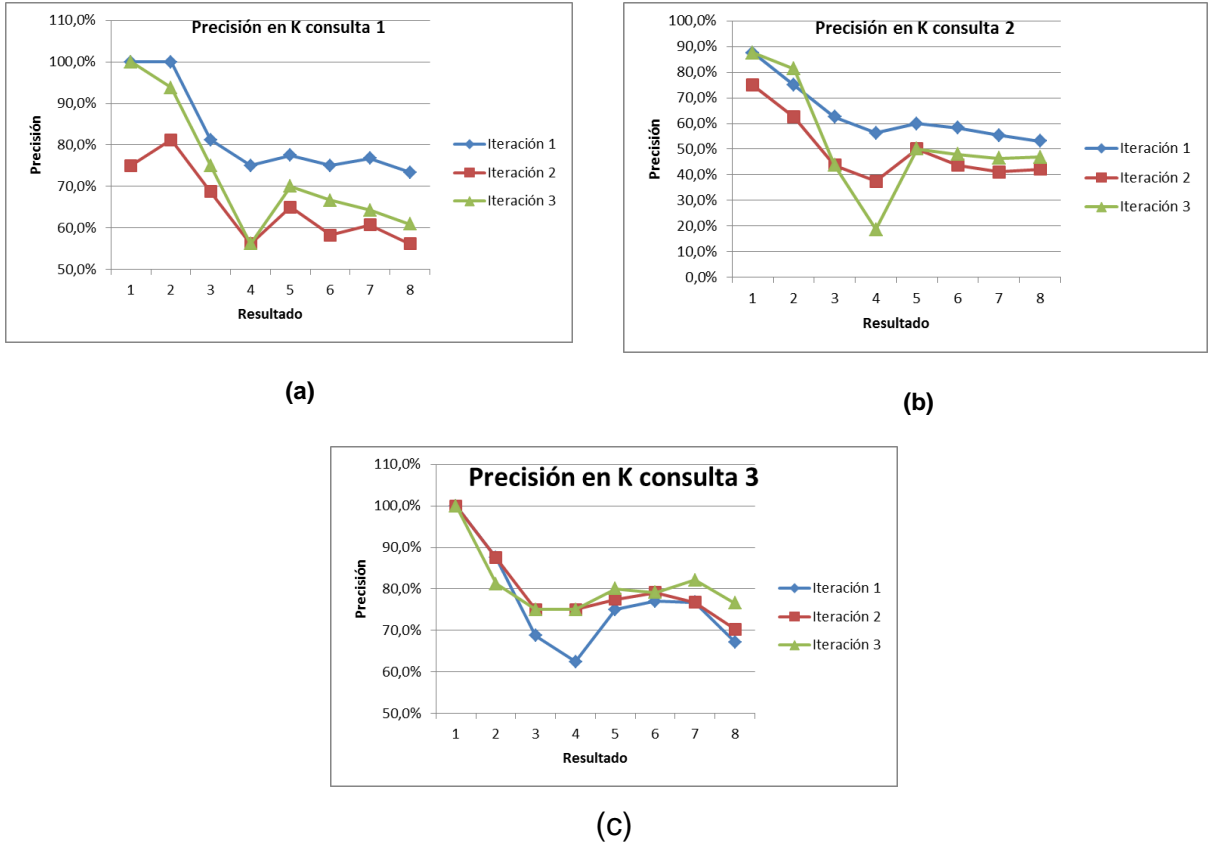 Precisión en K consulta 1
110,0%
100,0%
90,0%
80,0%
70,0%
60,0%
50,0%
Precisión
1 2 3 4 5 6 7 8
Resultado
Iteración 1
Iteración 2
Iteración 3
(a)
Precisión en K consulta 2
100,0%
90,0%
80,0%
70,0%
60,0%
50,0%
40,0%
30,0%
20,0%
10,0%
0,0%
Precisión
1 2 3 4 5 6 7 8
Resultado
Iteración 1
Iteración 2
Iteración 3
(b)
Precisión en K consulta 3
110,0%
100,0%
90,0%
80,0%
70,0%
60,0%
50,0%
Precisión
1 2 3 4 5 6 7 8
Resultado
Iteración 1
Iteración 2
Iteración 3
(c)